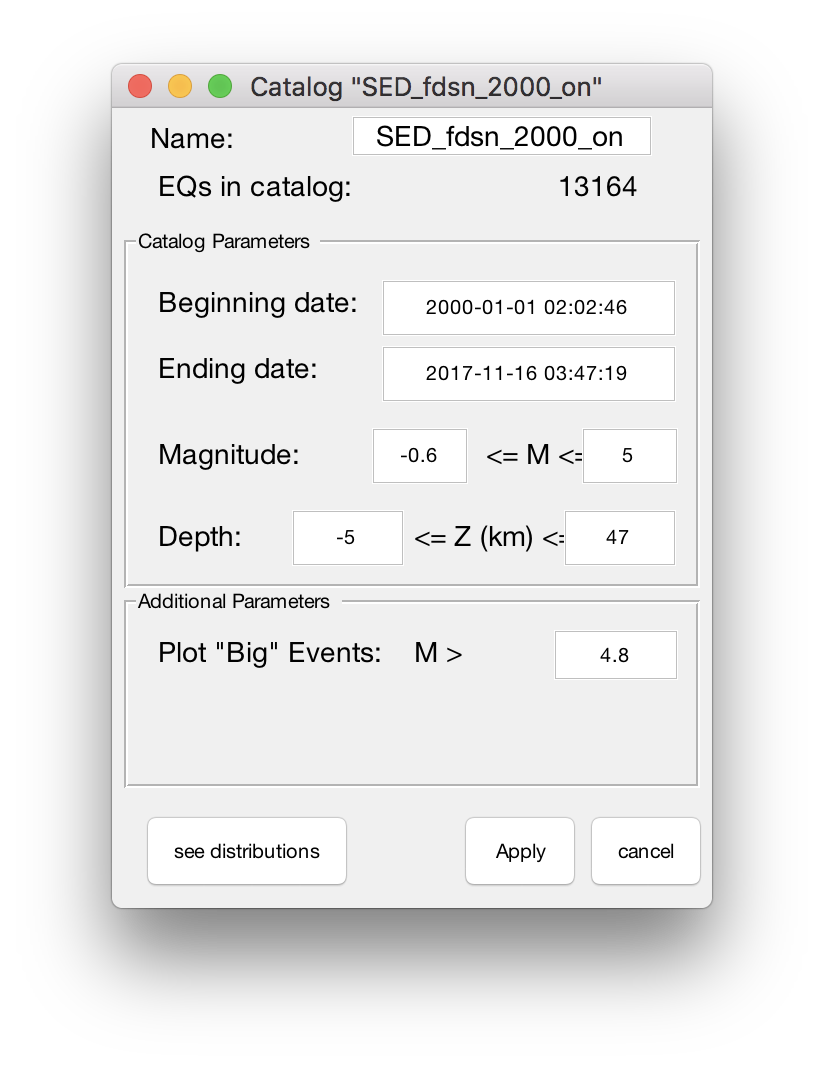 Catalog "SED_fdsn_2000_on"
Name: SED_fdsn_2000_on
EQs in catalog: 13164
Catalog Parameters
Beginning date: 2000-01-01 02:02:46
Ending date: 2017-11-16 03:47:19
Magnitude: -0.6 <= M <= 5
Depth: -5 <= Z (km) <= 47
Additional Parameters
Plot "Big" Events: M > 4.8
see distributions Apply cancel